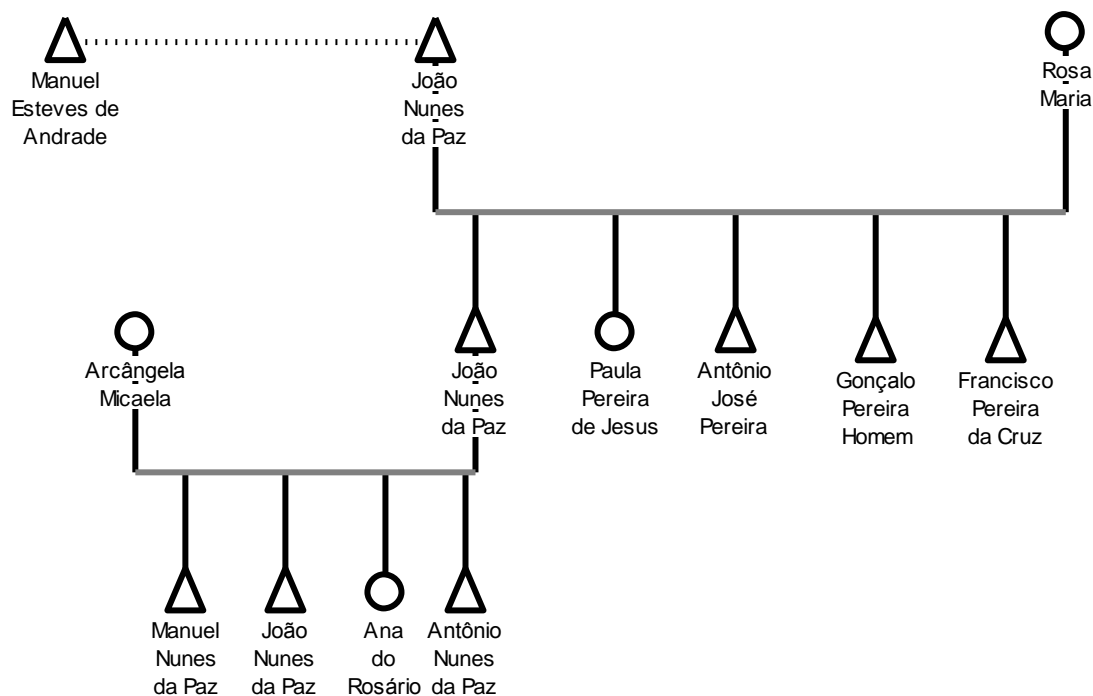 Manuel
Esteves de
Andrade
João
Nunes
da Paz
Rosa
Maria
Arcângela
Micaela
João
Nunes
da Paz
Paula
Pereira
de Jesus
Antônio
José
Pereira
Gonçalo
Pereira
Homem
Francisco
Pereira
da Cruz
Manuel
Nunes
da Paz
João
Nunes
da Paz
Ana
do
Rosário
Antônio
Nunes
da Paz